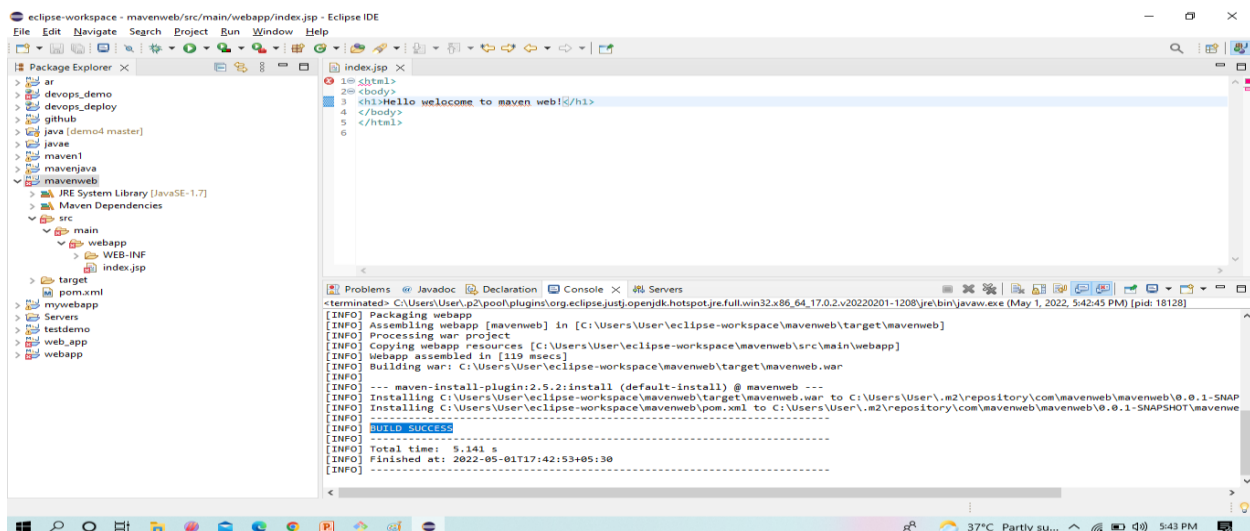 eclipse-workspace - mavenweb/src/main/webapp/index.jsp - Eclipse IDE
File Edit Navigate Search Project Run Window Help
Package Explorer
ar
devops_demo
devops_deploy
github
java [demo4 master]
javae
maven1
mavenjava
mavenweb
JRE System Library [JavaSE-1.7]
Maven Dependencies
src
main
webapp
WEB-INF
index.jsp
target
pom.xml
mywebapp
Servers
testdemo
web_app
webapp
index.jsp
1 <html>
2 <body>
3 <h1>Hello welocome to maven web!</h1>
4 </body>
5 </html>
6
Problems Javadoc Declaration Console Servers
<terminated> C:\Users\User\.p2\pool\plugins\org.eclipse.justj.openjdk.hotspot.jre.full.win32.x86_64_17.0.2.v20220201-1208\jre\bin\javaw.exe (May 1, 2022, 5:42:45 PM) [pid: 18128]
[INFO] Packaging webapp
[INFO] Assembling webapp [mavenweb] in [C:\Users\User\eclipse-workspace\mavenweb\target\mavenweb]
[INFO] Processing war project
[INFO] Copying webapp resources [C:\Users\User\eclipse-workspace\mavenweb\src\main\webapp]
[INFO] Webapp assembled in [119 msecs]
[INFO] Building war: C:\Users\User\eclipse-workspace\mavenweb\target\mavenweb.war
[INFO]
[INFO] --- maven-install-plugin:2.5.2:install (default-install) @ mavenweb ---
[INFO] Installing C:\Users\User\eclipse-workspace\mavenweb\target\mavenweb.war to C:\Users\User\.m2\repository\com\mavenweb\mavenweb\0.0.1-SNAP
[INFO] Installing C:\Users\User\eclipse-workspace\mavenweb\pom.xml to C:\Users\User\.m2\repository\com\mavenweb\mavenweb\0.0.1-SNAPSHOT\mavenwe
[INFO] ------------------------------------------------------------------------
[INFO] BUILD SUCCESS
[INFO] ------------------------------------------------------------------------
[INFO] Total time: 5.141 s
[INFO] Finished at: 2022-05-01T17:42:53+05:30
[INFO] ------------------------------------------------------------------------
37°C Partly su... 5:43 PM